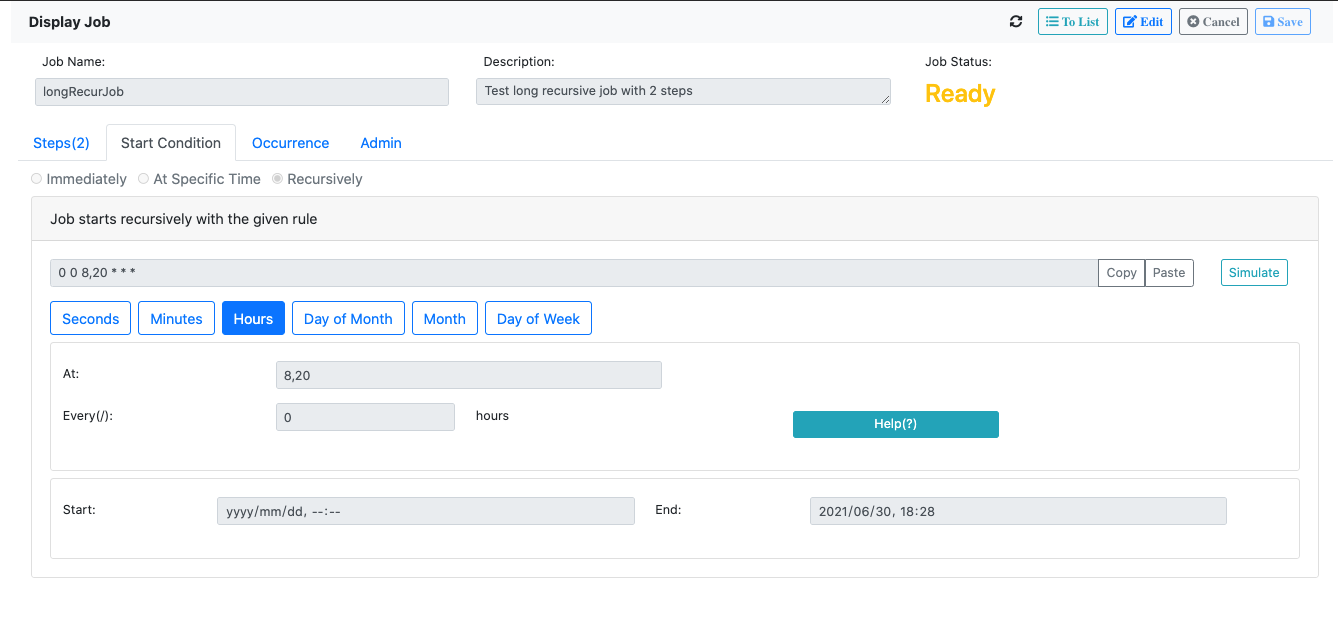 Display Job
To List Edit Cancel Save
Job Name: Description: Job Status:
longRecurJob Test long recursive job with 2 steps Ready
Steps(2) Start Condition Occurrence Admin
Immediately At Specific Time Recursively
Job starts recursively with the given rule
0 0 8,20 * * * Copy Paste Simulate
Seconds Minutes Hours Day of Month Month Day of Week
At: 8,20
Every(/): 0 hours Help(?)
Start: yyyy/mm/dd, --:-- End: 2021/06/30, 18:28